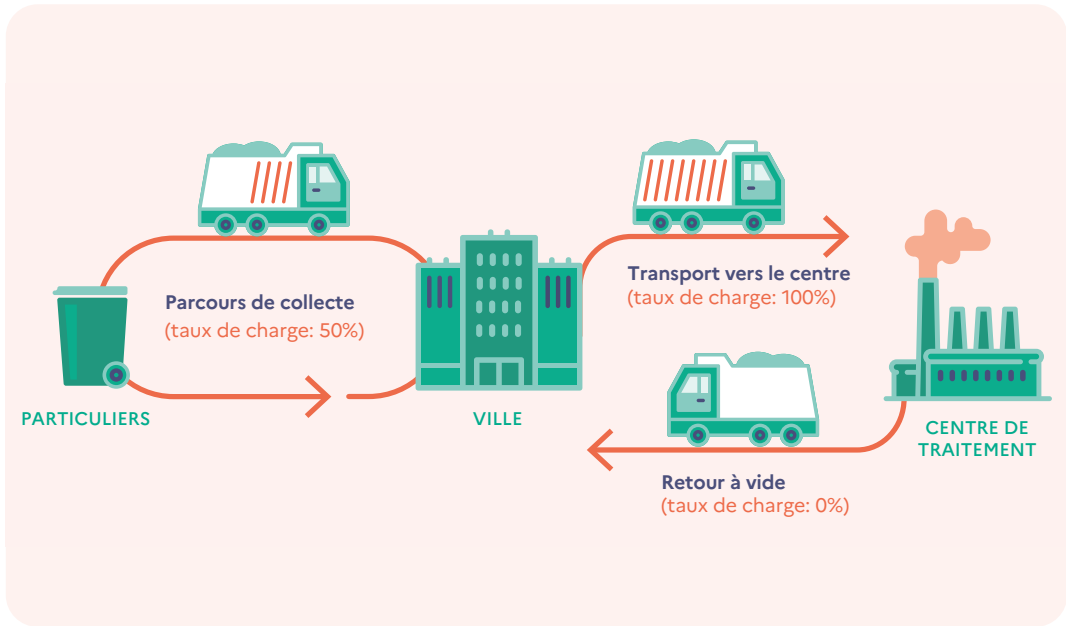 Parcours de collecte
(taux de charge: 50%)
PARTICULIERS
VILLE
Transport vers le centre
(taux de charge: 100%)
CENTRE DE
TRAITEMENT
Retour à vide
(taux de charge: 0%)